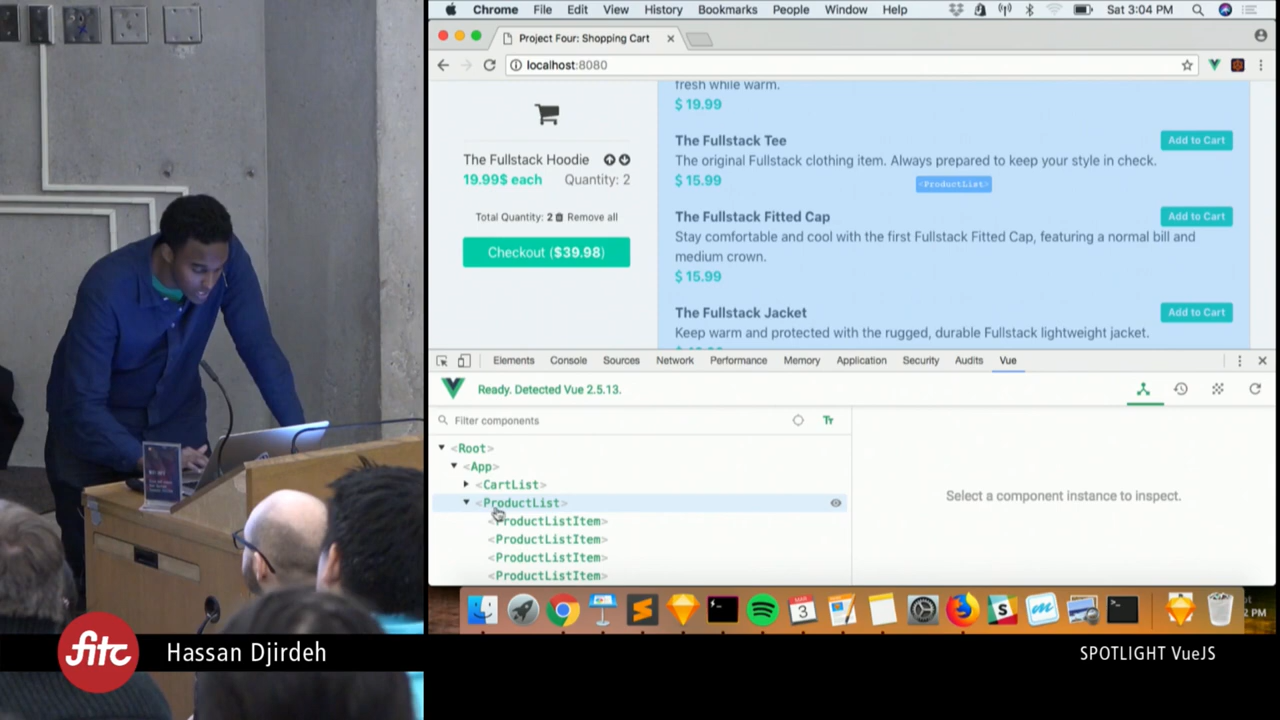 Chrome File Edit View History Bookmarks People Window Help Sat 3:04 PM
Project Four: Shopping Cart
localhost:8080
fresh while warm.
$ 19.99
The Fullstack Hoodie
19.99$ each Quantity: 2
Total Quantity: 2 Remove all
Checkout ($39.98)
The Fullstack Tee Add to Cart
The original Fullstack clothing item. Always prepared to keep your style in check.
$ 15.99 <ProductList>
The Fullstack Fitted Cap Add to Cart
Stay comfortable and cool with the first Fullstack Fitted Cap, featuring a normal bill and
medium crown.
$ 15.99
The Fullstack Jacket Add to Cart
Keep warm and protected with the rugged, durable Fullstack lightweight jacket.
Elements Console Sources Network Performance Memory Application Security Audits Vue
Ready. Detected Vue 2.5.13.
Filter components Tr
<Root>
<App>
<CartList>
<ProductList>
Select a component instance to inspect.
ProductListItem>
<ProductListItem>
<ProductListItem>
<ProductListItem>
MAR
3
2 PM
fitc
Hassan Djirdeh
SPOTLIGHT VueJS